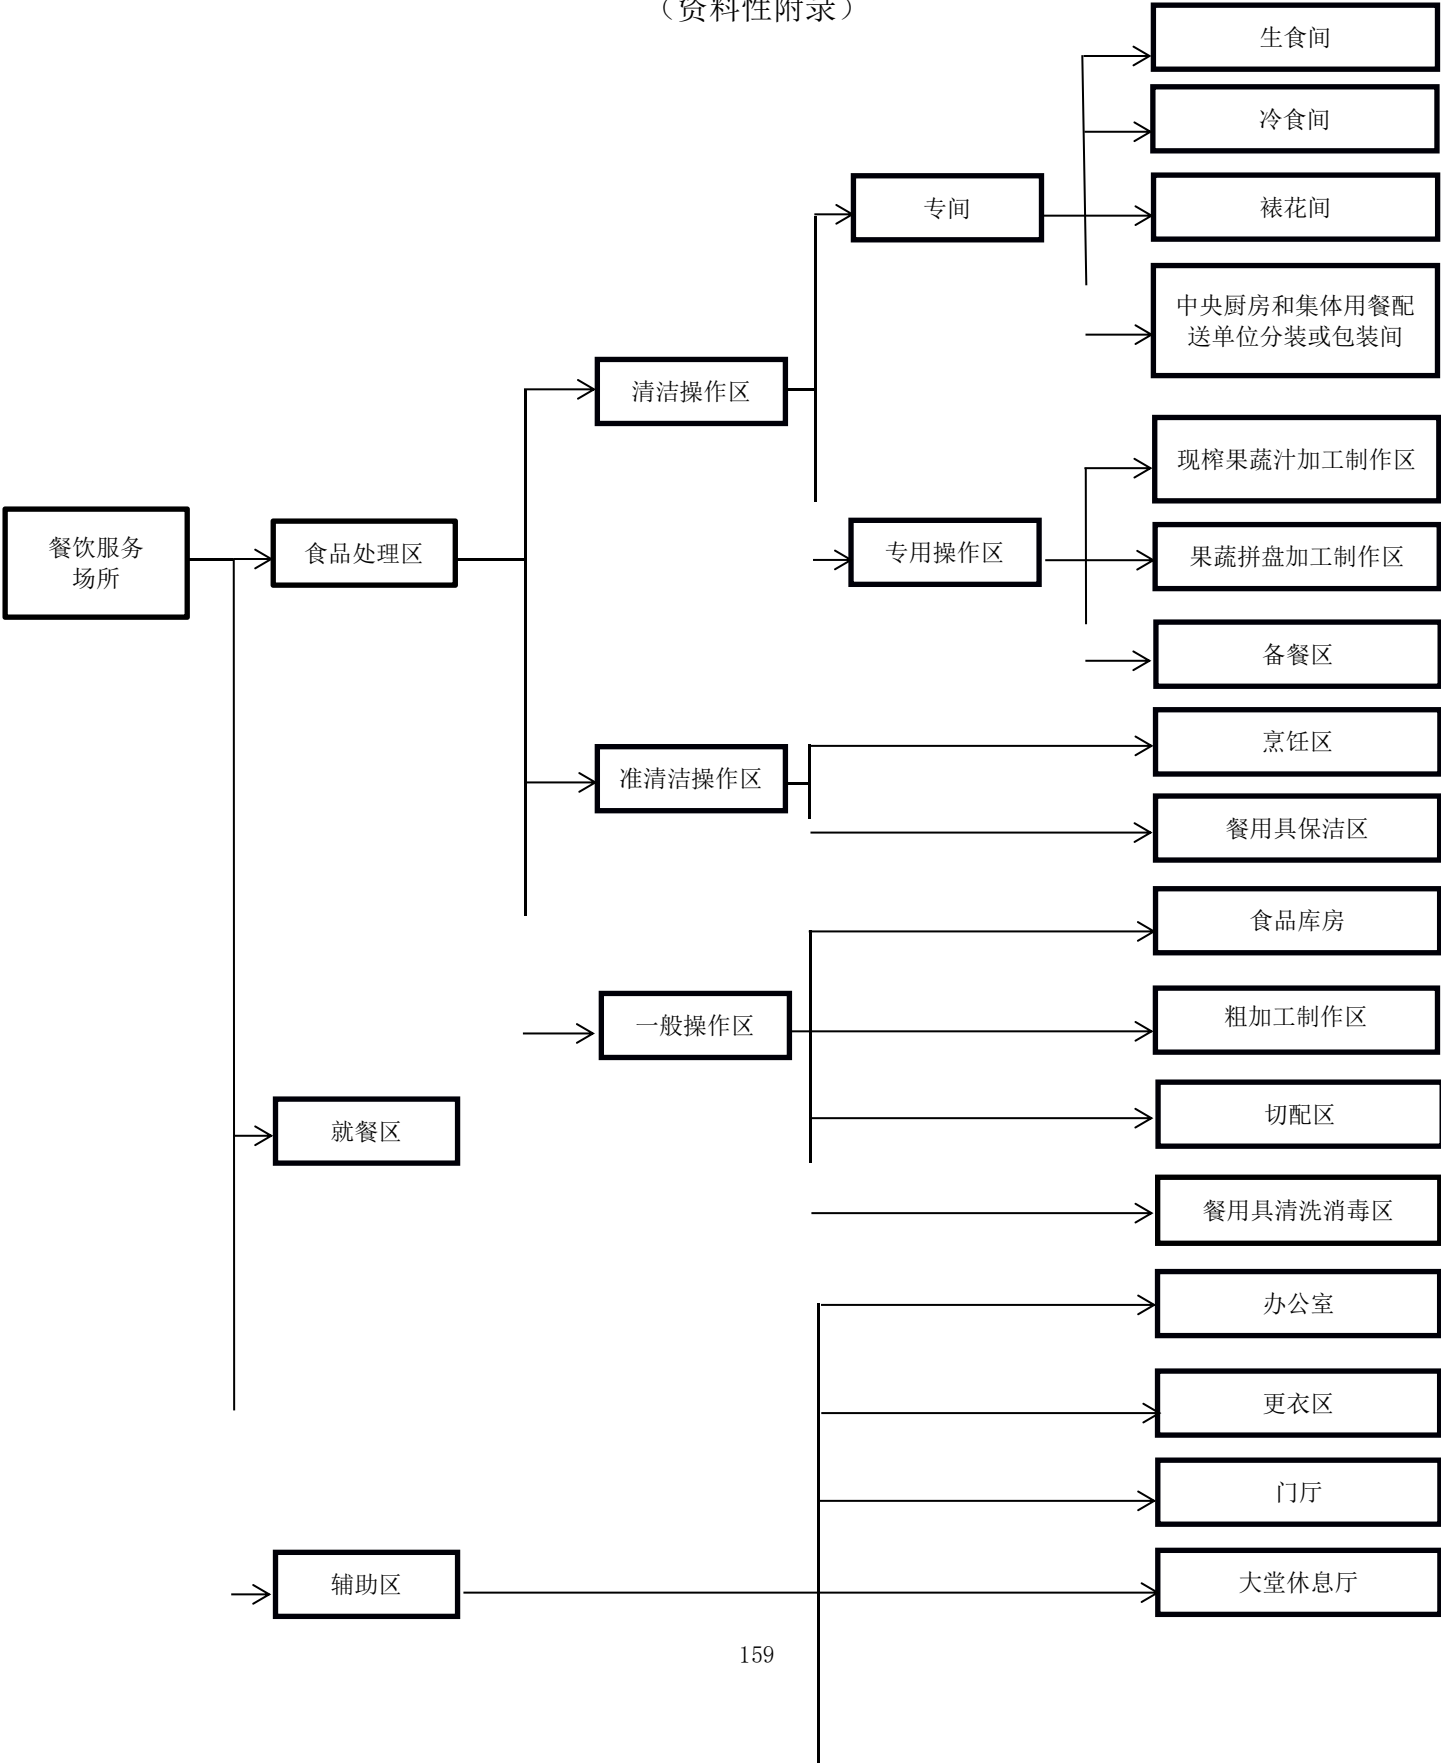 （资料性附录）
生食间
冷食间
专间
裱花间
中央厨房和集体用餐配
送单位分装或包装间
清洁操作区
现榨果蔬汁加工制作区
餐饮服务
场所
食品处理区
专用操作区
果蔬拼盘加工制作区
备餐区
准清洁操作区
烹饪区
餐用具保洁区
食品库房
一般操作区
粗加工制作区
就餐区
切配区
餐用具清洗消毒区
办公室
更衣区
门厅
辅助区
大堂休息厅
159